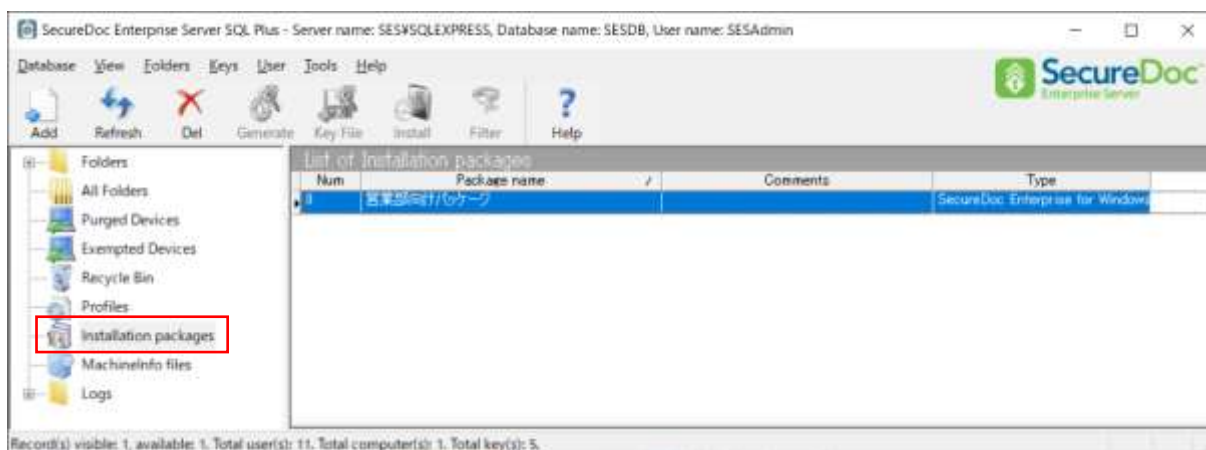 SecureDoc Enterprise Server SQL Plus - Server name: SES¥SQLEXPRESS, Database name: SESDB, User name: SESAdmin
Database View Folders Keys User Tools Help
SecureDoc
Enterprise Server
Add Refresh Del Generate Key File Install Filter Help
Folders
All Folders
Purged Devices
Exempted Devices
Recycle Bin
Profiles
Installation packages
MachineInfo files
Logs
List of Installation packages
Num Package name / Comments Type
営業部向けパッケージ SecureDoc Enterprise for Windows
Record(s) visible: 1, available: 1. Total user(s): 11. Total computer(s): 1. Total key(s): 5.